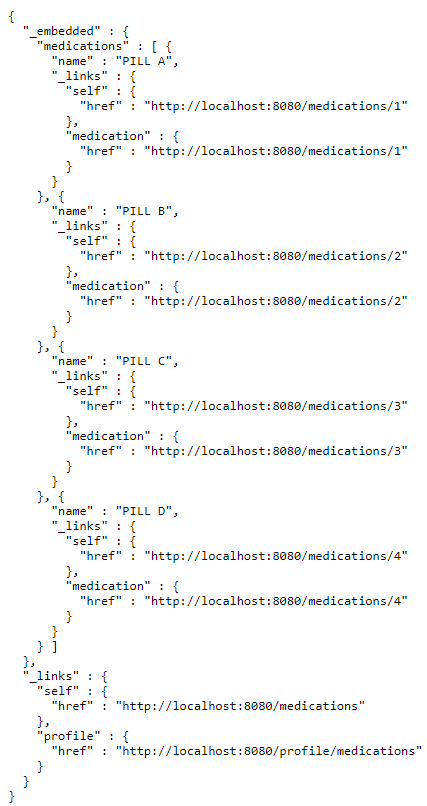 {
  "_embedded" : {
    "medications" : [ {
      "name" : "PILL A",
      "_links" : {
        "self" : {
          "href" : "http://localhost:8080/medications/1"
        },
        "medication" : {
          "href" : "http://localhost:8080/medications/1"
        }
      }
    }, {
      "name" : "PILL B",
      "_links" : {
        "self" : {
          "href" : "http://localhost:8080/medications/2"
        },
        "medication" : {
          "href" : "http://localhost:8080/medications/2"
        }
      }
    }, {
      "name" : "PILL C",
      "_links" : {
        "self" : {
          "href" : "http://localhost:8080/medications/3"
        },
        "medication" : {
          "href" : "http://localhost:8080/medications/3"
        }
      }
    }, {
      "name" : "PILL D",
      "_links" : {
        "self" : {
          "href" : "http://localhost:8080/medications/4"
        },
        "medication" : {
          "href" : "http://localhost:8080/medications/4"
        }
      }
    } ]
  },
  "_links" : {
    "self" : {
      "href" : "http://localhost:8080/medications"
    },
    "profile" : {
      "href" : "http://localhost:8080/profile/medications"
    }
  }
}